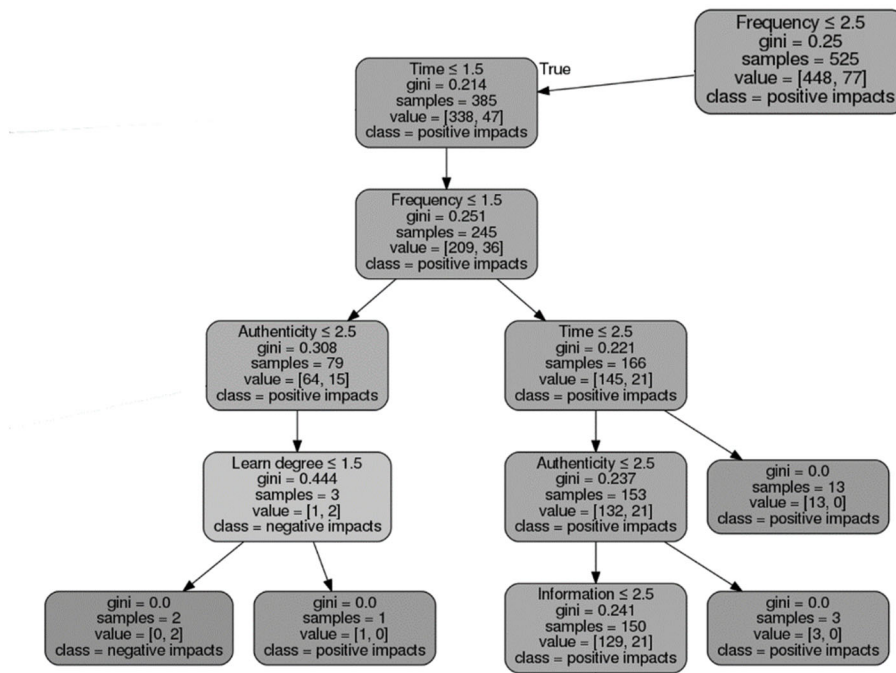 Frequency ≤ 2.5
gini = 0.25
samples = 525
value = [448, 77]
class = positive impacts
True
Time ≤ 1.5
gini = 0.214
samples = 385
value = [338, 47]
class = positive impacts
Frequency ≤ 1.5
gini = 0.251
samples = 245
value = [209, 36]
class = positive impacts
Authenticity ≤ 2.5
gini = 0.308
samples = 79
value = [64, 15]
class = positive impacts
Time ≤ 2.5
gini = 0.221
samples = 166
value = [145, 21]
class = positive impacts
Learn degree ≤ 1.5
gini = 0.444
samples = 3
value = [1, 2]
class = negative impacts
Authenticity ≤ 2.5
gini = 0.237
samples = 153
value = [132, 21]
class = positive impacts
gini = 0.0
samples = 13
value = [13, 0]
class = positive impacts
gini = 0.0
samples = 2
value = [0, 2]
class = negative impacts
gini = 0.0
samples = 1
value = [1, 0]
class = positive impacts
Information ≤ 2.5
gini = 0.241
samples = 150
value = [129, 21]
class = positive impacts
gini = 0.0
samples = 3
value = [3, 0]
class = positive impacts